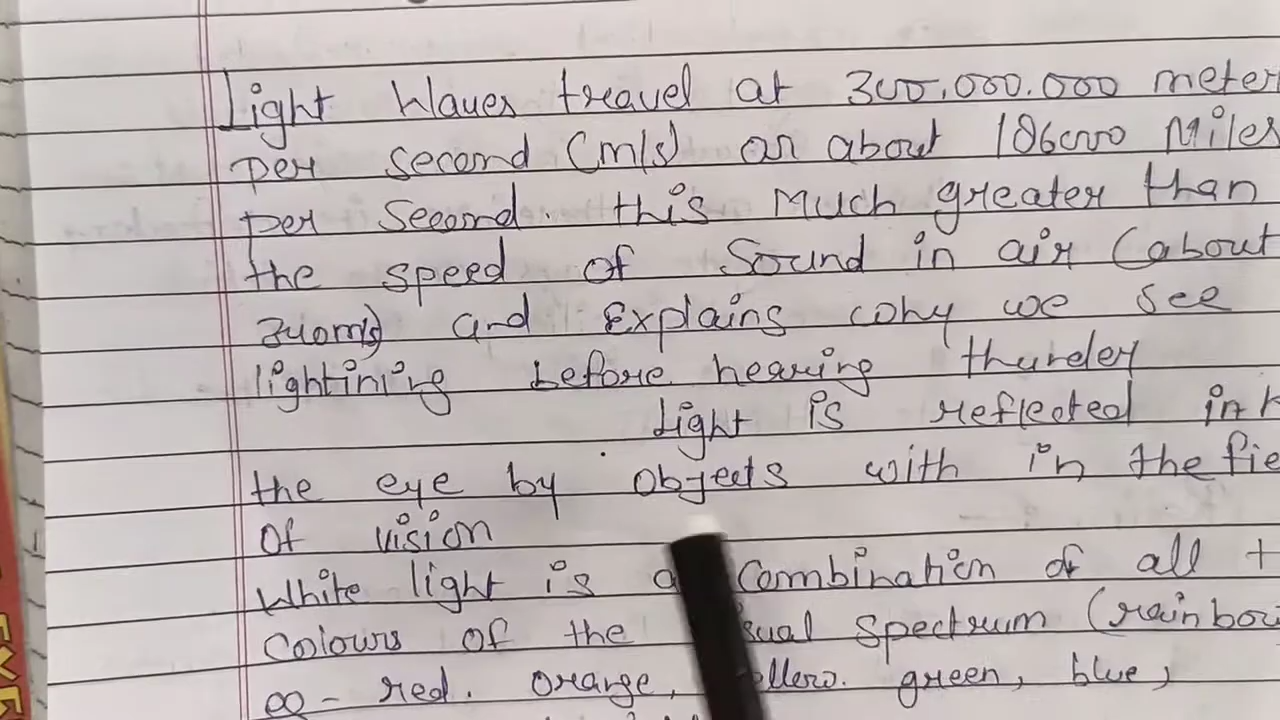 Light Waves travel at 300,000.000 meter
per second (m/s) or about 186000 Miles
per Second. this Much greater than
the speed of Sound in air (about
340m/s) and Explains why we see
lightining before hearing thunder
Light is reflected int
the eye by objects with in the fie
of vision
White light is a Combination of all t
Colours of the sual Spectrum (rainbow
red. orange, green, blue,